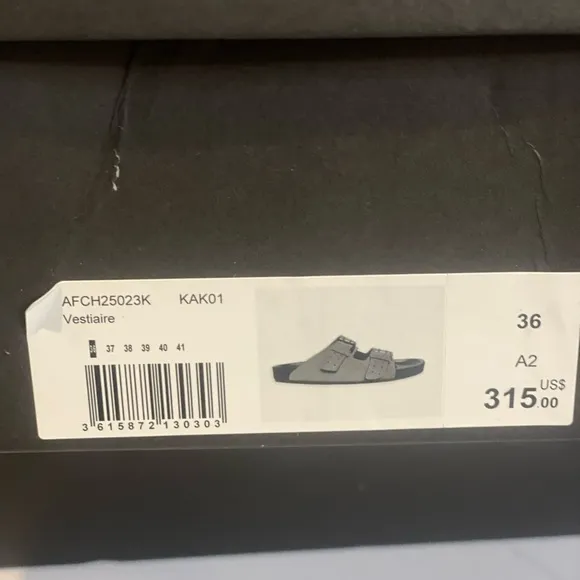 AFCH25023K KAK01
Vestiaire
36 37 38 39 40 41
3 615872 130303
36
A2
315.00 US$